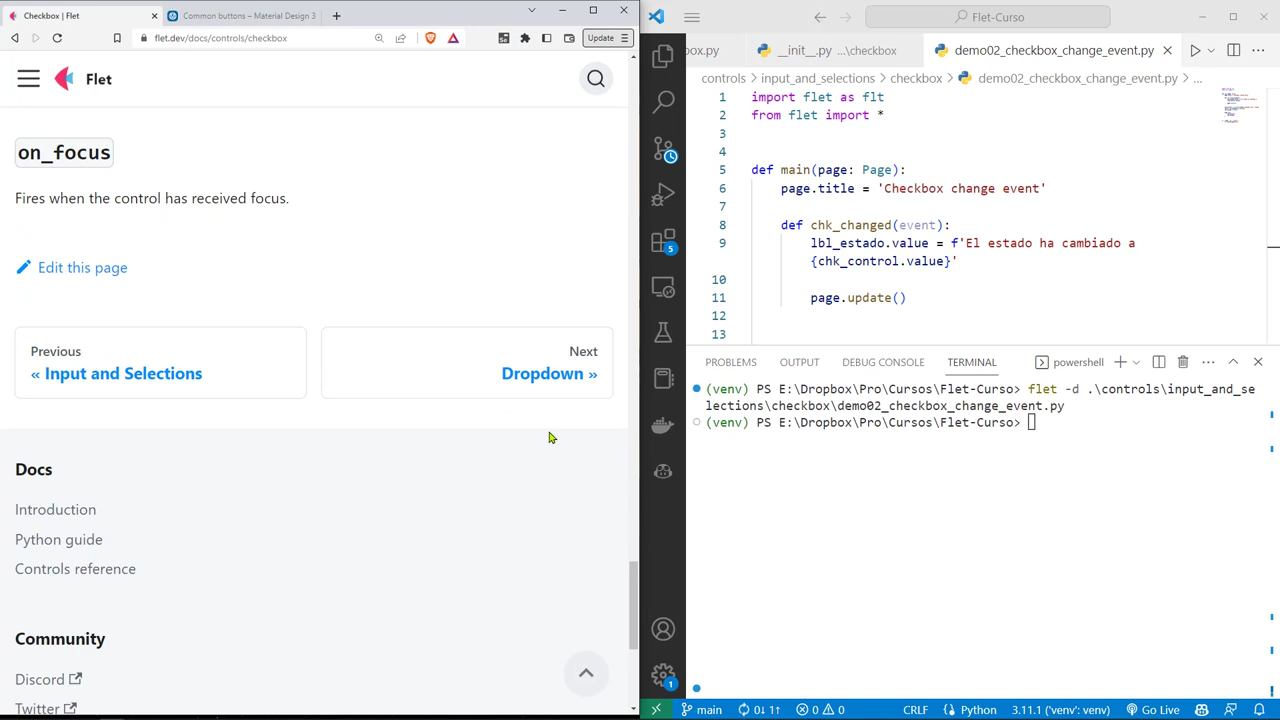 Checkbox | Flet
Common buttons – Material Design 3
flet.dev/docs/controls/checkbox
Update
Flet
on_focus
Fires when the control has received focus.
Edit this page
Previous
« Input and Selections
Next
Dropdown »
Docs
Introduction
Python guide
Controls reference
Community
Discord
Twitter
Flet-Curso
box.py
__init__.py ...\checkbox
demo02_checkbox_change_event.py
controls > input_and_selections > checkbox > demo02_checkbox_change_event.py > ...
1 import flet as flt
2 from flet import *
3
4
5 def main(page: Page):
6 page.title = 'Checkbox change event'
7
8 def chk_changed(event):
9 lbl_estado.value = f'El estado ha cambiado a
{chk_control.value}'
10
11 page.update()
12
13
PROBLEMS OUTPUT DEBUG CONSOLE TERMINAL powershell
(venv) PS E:\Dropbox\Pro\Cursos\Flet-Curso> flet -d .\controls\input_and_se
lections\checkbox\demo02_checkbox_change_event.py
(venv) PS E:\Dropbox\Pro\Cursos\Flet-Curso>
5
1
main 0↓ 1↑ 0 0 CRLF Python 3.11.1 ('venv': venv) Go Live